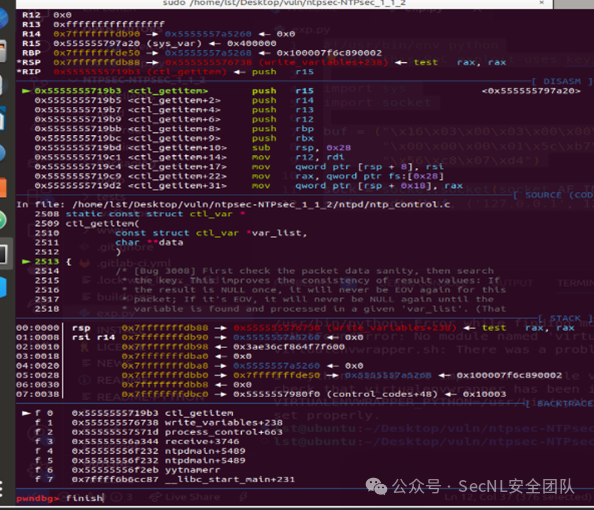 sudo /home/lst/Desktop/vuln/ntpsec-NTPsec_1_1_2
R12 0x0
R13 0xffffffffffffffff
R14 0x7fffffffdb90 —▸ 0x5555557a5260 ◂— 0x0
R15 0x555555797a20 (sys_var) ◂— 0x400000
RBP 0x7fffffffde50 —▸ 0x5555557a5268 ◂— 0x100007f6c890002
*RSP 0x7fffffffdb88 —▸ 0x555555576738 (write_variables+238) ◂— test rax, rax
*RIP 0x5555555719b3 (ctl_getitem) ◂— push r15
[ DISASM
► 0x5555555719b3 <ctl_getitem> push r15 <0x555555797a20>
0x5555555719b5 <ctl_getitem+2> push r14
0x5555555719b7 <ctl_getitem+4> push r13
0x5555555719b9 <ctl_getitem+6> push r12
0x5555555719bb <ctl_getitem+8> push rbp
0x5555555719bc <ctl_getitem+9> push rbx
0x5555555719bd <ctl_getitem+10> sub rsp, 0x28
0x5555555719c1 <ctl_getitem+14> mov r12, rdi
0x5555555719c4 <ctl_getitem+17> mov qword ptr [rsp + 8], rsi
0x5555555719c9 <ctl_getitem+22> mov rax, qword ptr fs:[0x28]
0x5555555719d2 <ctl_getitem+31> mov qword ptr [rsp + 0x18], rax
[ SOURCE (COD
In file: /home/lst/Desktop/vuln/ntpsec-NTPsec_1_1_2/ntpd/ntp_control.c
2508 static const struct ctl_var *
2509 ctl_getitem(
2510 const struct ctl_var *var_list,
2511 char **data
2512 )
► 2513 {
2514 /* [Bug 3008] First check the packet data sanity, then search
2515 * the key. This improves the consistency of result values: If
2516 * the result is NULL once, it will never be EOV again for this
2517 * packet; If it's EOV, it will never be NULL again until the
2518 * variable is found and processed in a given 'var_list'. (That
[ STACK ]
00:0000│ rsp 0x7fffffffdb88 —▸ 0x555555576738 (write_variables+238) ◂— test rax, rax
01:0008│ rsi r14 0x7fffffffdb90 —▸ 0x5555557a5260 ◂— 0x0
02:0010│ 0x7fffffffdb98 ◂— 0x3ae36cf864f7f600
03:0018│ 0x7fffffffdba0 ◂— 0x0
04:0020│ 0x7fffffffdba8 —▸ 0x5555557a5260 ◂— 0x0
05:0028│ 0x7fffffffdbb0 —▸ 0x7fffffffde50 —▸ 0x5555557a5268 ◂— 0x100007f6c890002
06:0030│ 0x7fffffffdbb8 ◂— 0x0
07:0038│ 0x7fffffffdbc0 —▸ 0x5555557980f0 (control_codes+48) ◂— 0x10003
[ BACKTRACE
► f 0 0x5555555719b3 ctl_getitem
f 1 0x555555576738 write_variables+238
f 2 0x55555557571d process_control+663
f 3 0x55555556a344 receive+3746
f 4 0x55555556f232 ntpdmain+5489
f 5 0x55555556f232 ntpdmain+5489
f 6 0x55555556f2eb yytnamerr
f 7 0x7ffff6b6cc87 __libc_start_main+231
pwndbg> finish
公众号 · SecNL安全团队